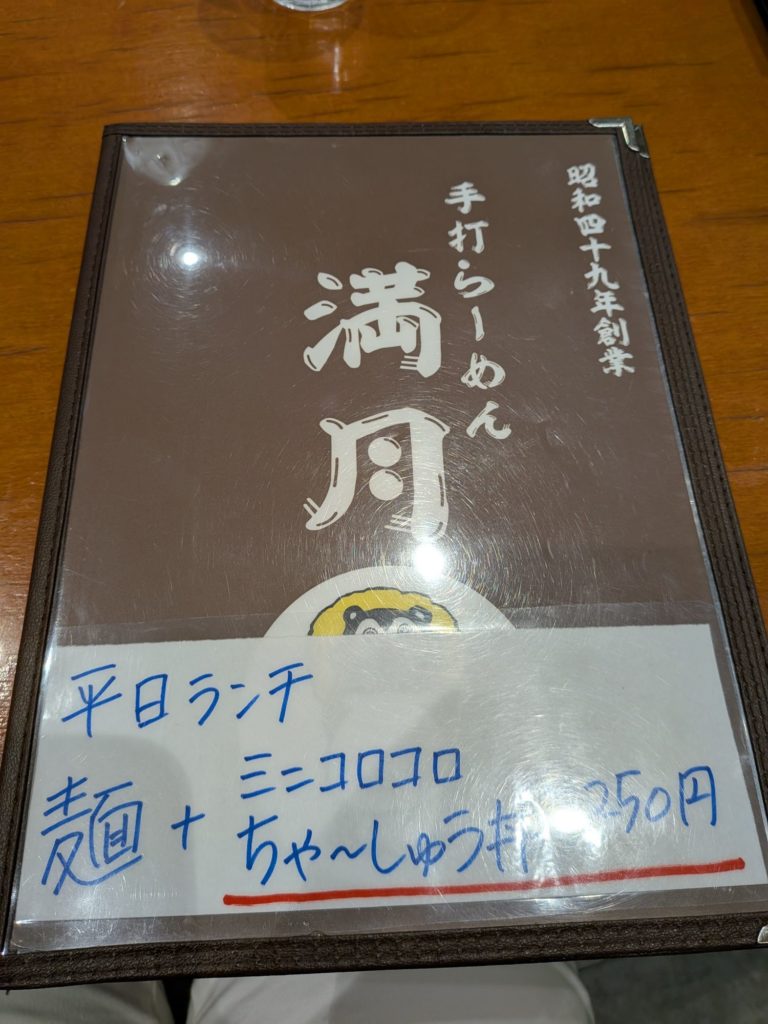 昭和四十九年創業
手打らーめん
満月
平日ランチ
麺+ミニコロコロ
ちゃ〜しゅう丼 250円